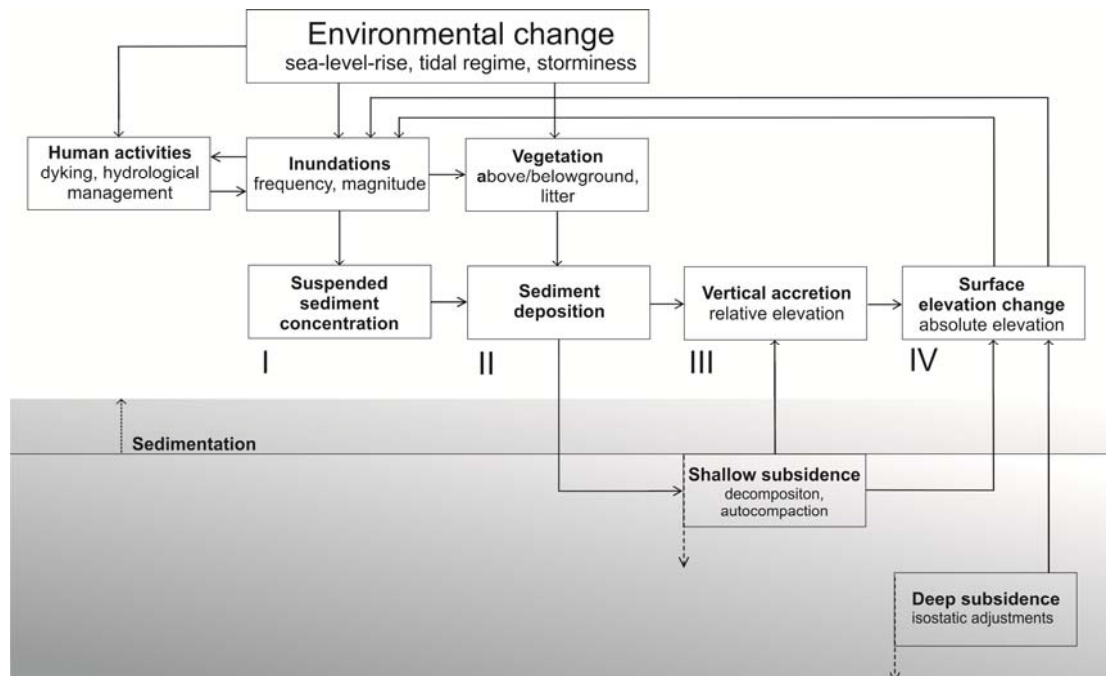 Environmental change
sea-level-rise, tidal regime, storminess
Human activities
dyking, hydrological
management
Inundations
frequency, magnitude
Vegetation
above/belowground,
litter
Suspended
sediment
concentration
Sediment
deposition
Vertical accretion
relative elevation
Surface
elevation change
absolute elevation
I
II
III
IV
Sedimentation
Shallow subsidence
decompositon,
autocompaction
Deep subsidence
isostatic adjustments